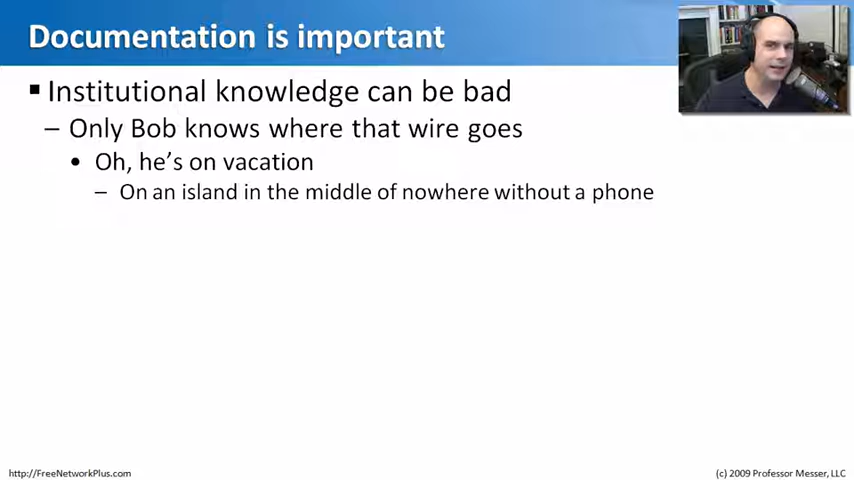 Documentation is important
▪ Institutional knowledge can be bad
– Only Bob knows where that wire goes
• Oh, he's on vacation
– On an island in the middle of nowhere without a phone
http://FreeNetworkPlus.com
(c) 2009 Professor Messer, LLC